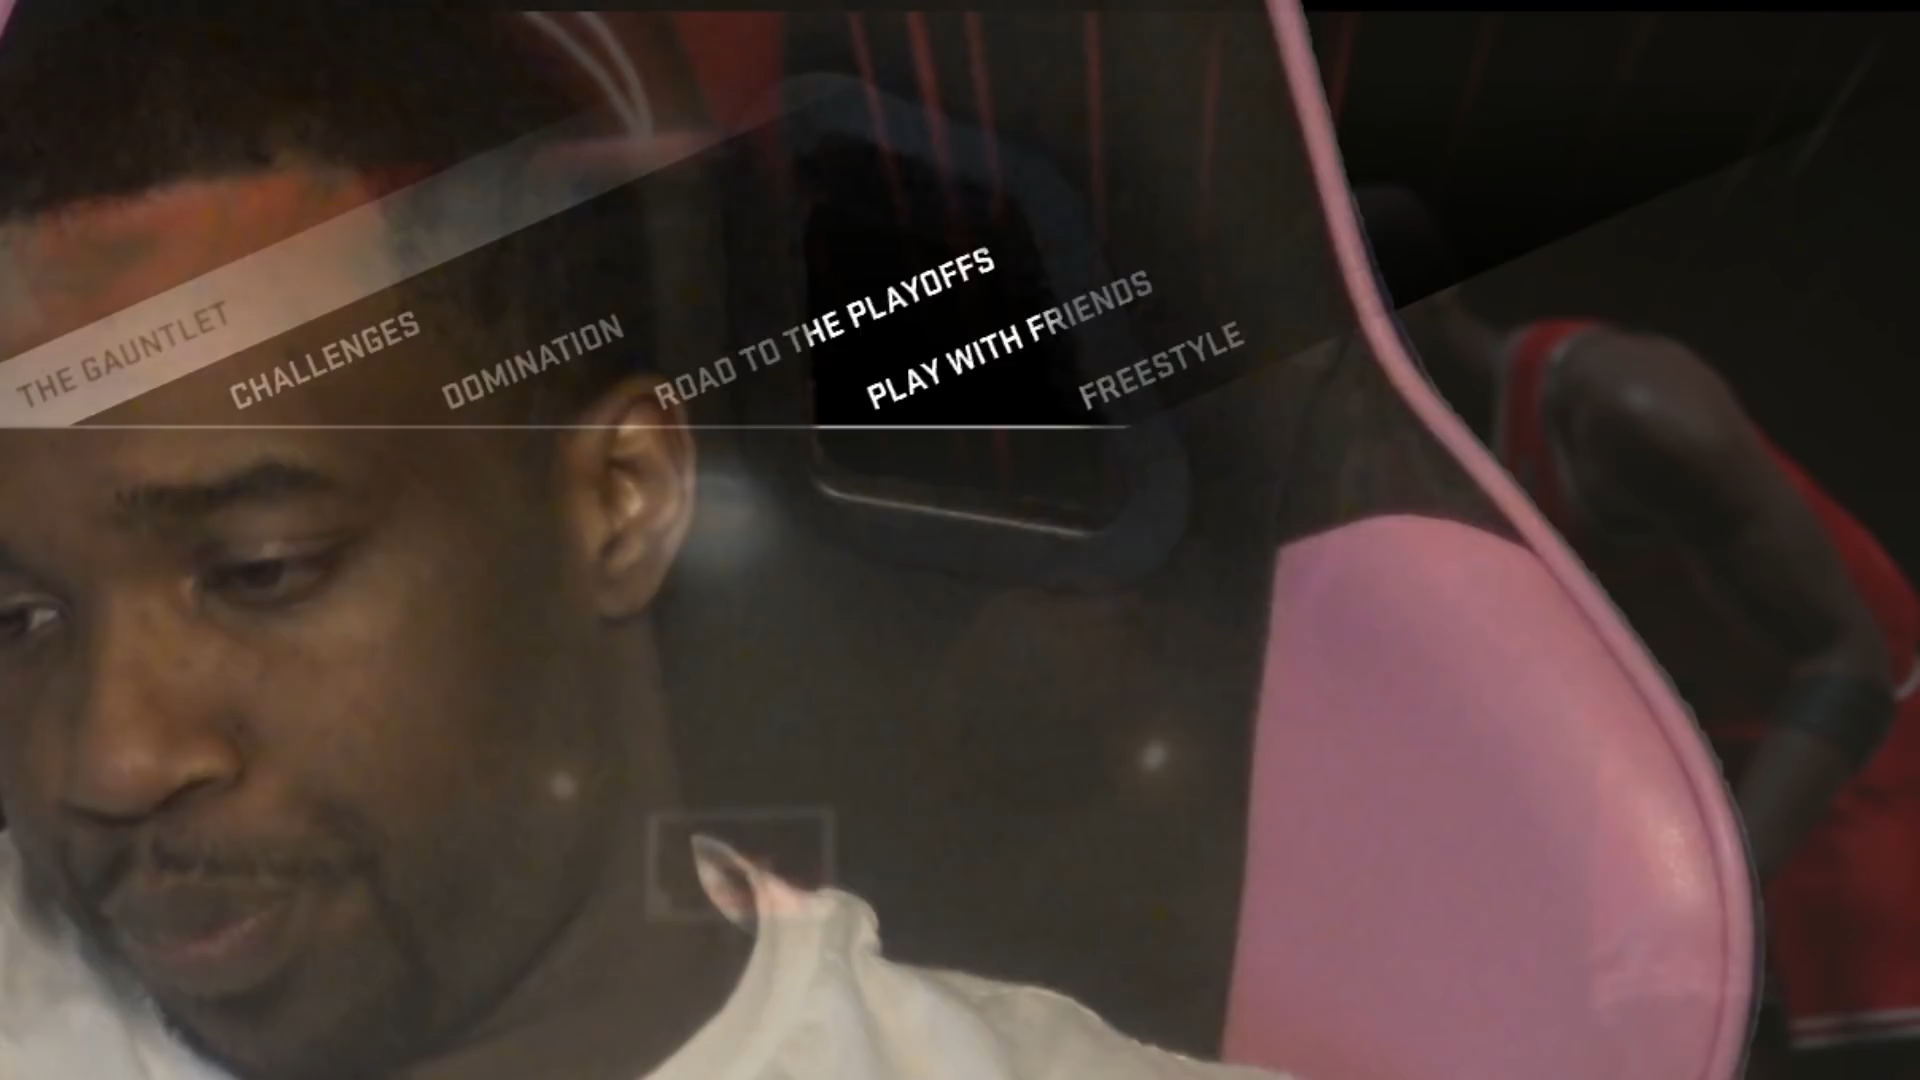 THE GAUNTLET
CHALLENGES
DOMINATION
ROAD TO THE PLAYOFFS
PLAY WITH FRIENDS
FREESTYLE